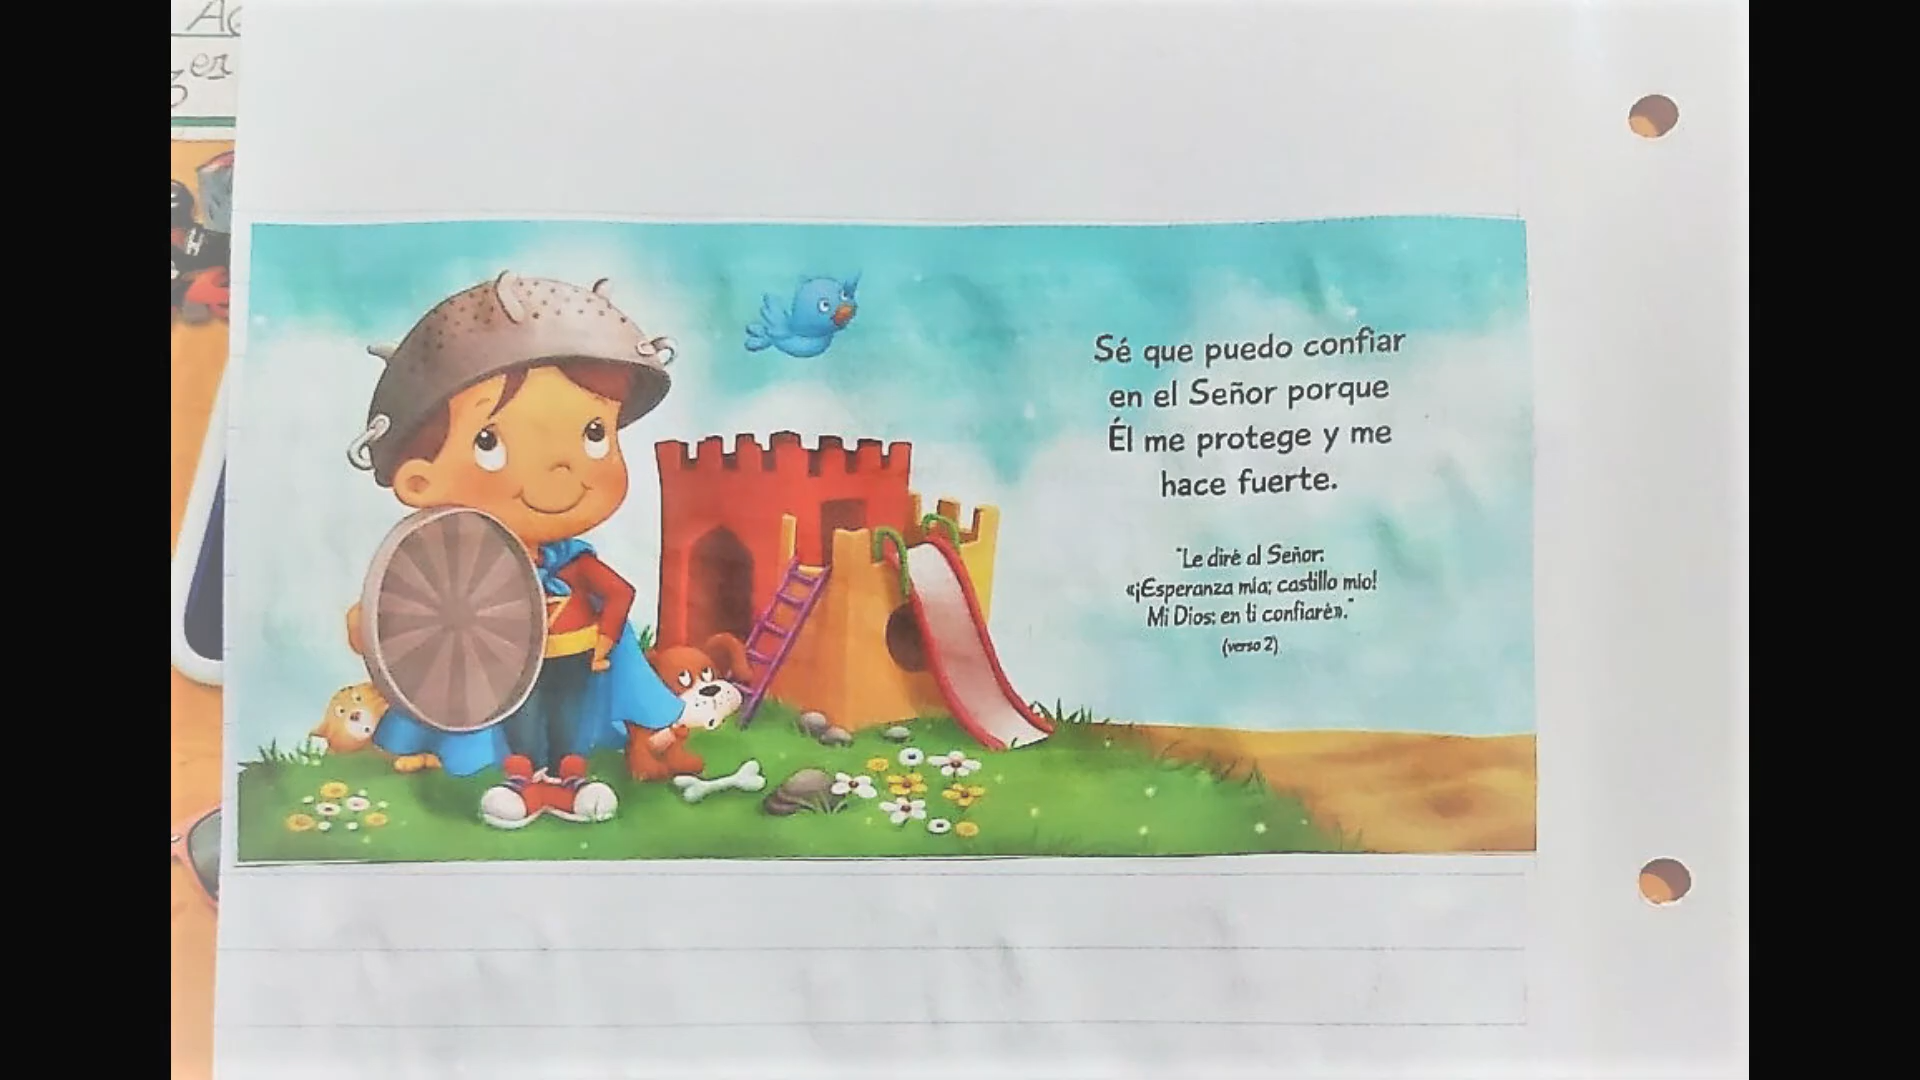 Sé que puedo confiar
en el Señor porque
Él me protege y me
hace fuerte.
"Le diré al Señor:
«¡Esperanza mía; castillo mío!
Mi Dios: en ti confiaré»."
(verso 2)